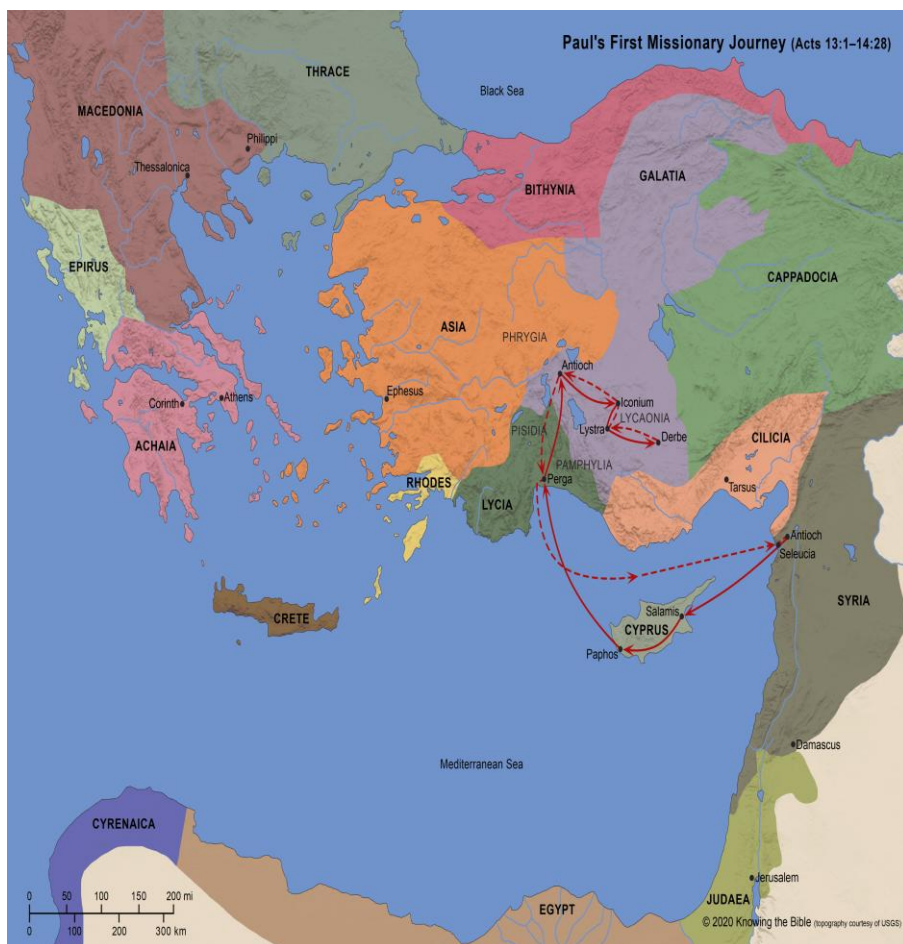 Paul's First Missionary Journey (Acts 13:1–14:28)
THRACE
Black Sea
MACEDONIA
Philippi
Thessalonica
BITHYNIA
GALATIA
EPIRUS
CAPPADOCIA
ASIA
PHRYGIA
Antioch
Ephesus
Iconium
LYCAONIA
Corinth
Athens
Lystra
Derbe
PISIDIA
ACHAIA
CILICIA
PAMPHYLIA
RHODES
LYCIA
Perga
Tarsus
Antioch
Seleucia
SYRIA
Salamis
CRETE
CYPRUS
Paphos
Damascus
Mediterranean Sea
CYRENAICA
Jerusalem
JUDAEA
EGYPT
0 50 100 150 200 mi
0 100 200 300 km
© 2020 Knowing the Bible (topography courtesy of USGS)